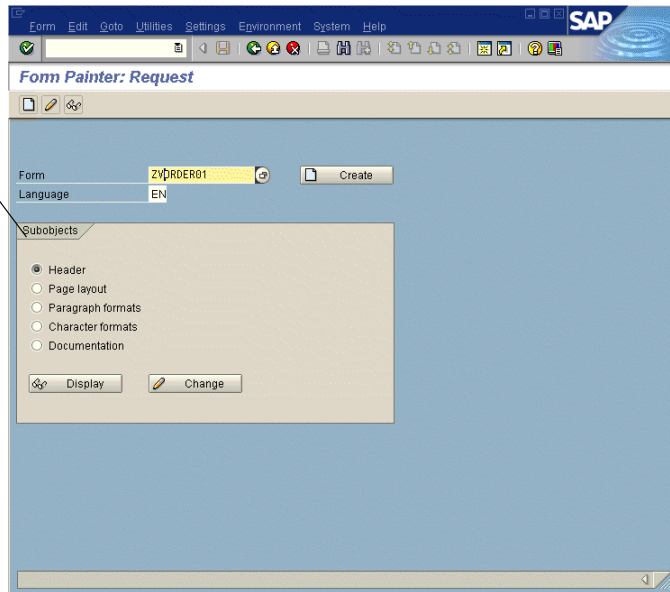 Form Edit Goto Utilities Settings Environment System Help
SAP
Form Painter: Request
Form ZVORDER01 Create
Language EN
Subobjects
Header
Page layout
Paragraph formats
Character formats
Documentation
Display Change